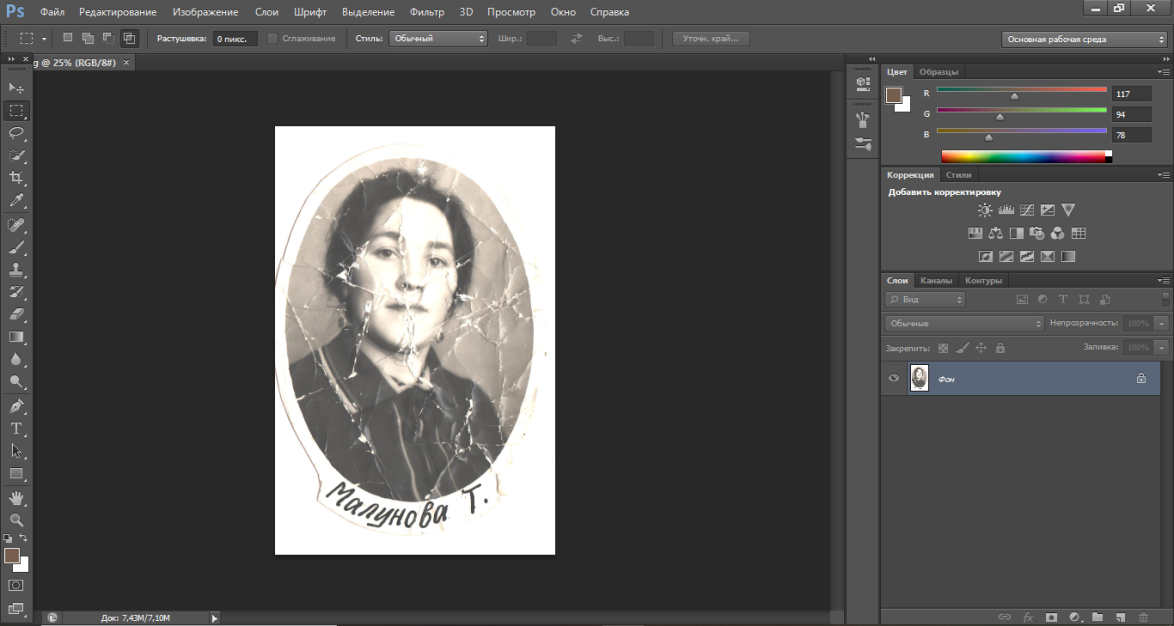 Ps Файл Редактирование Изображение Слои Шрифт Выделение Фильтр 3D Просмотр Окно Справка
Растушевка: 0 пикс. Сглаживание Стиль: Обычный Шир.: Выс.: Уточн. край... Основная рабочая среда
g @ 25% (RGB/8#) ×
Цвет Образцы
R 117
G 94
B 78
Коррекция Стили
Добавить корректировку
Слои Каналы Контуры
Вид
Обычные Непрозрачность: 100%
Закрепить: Заливка: 100%
Фон
Малунова Т.
Док: 7,43M/7,10M